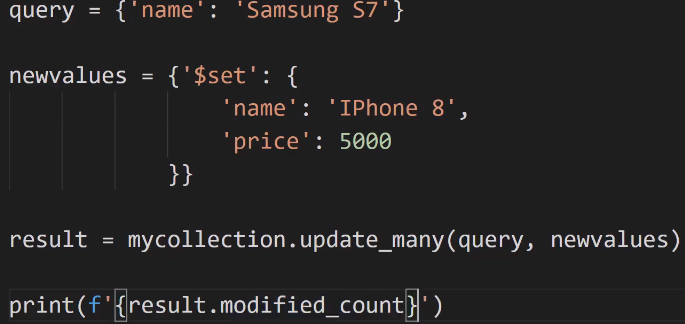 query = {'name': 'Samsung S7'}
newvalues = {'$set': {
'name': 'IPhone 8',
'price': 5000
}}
result = mycollection.update_many(query, newvalues)
print(f'{result.modified_count}')